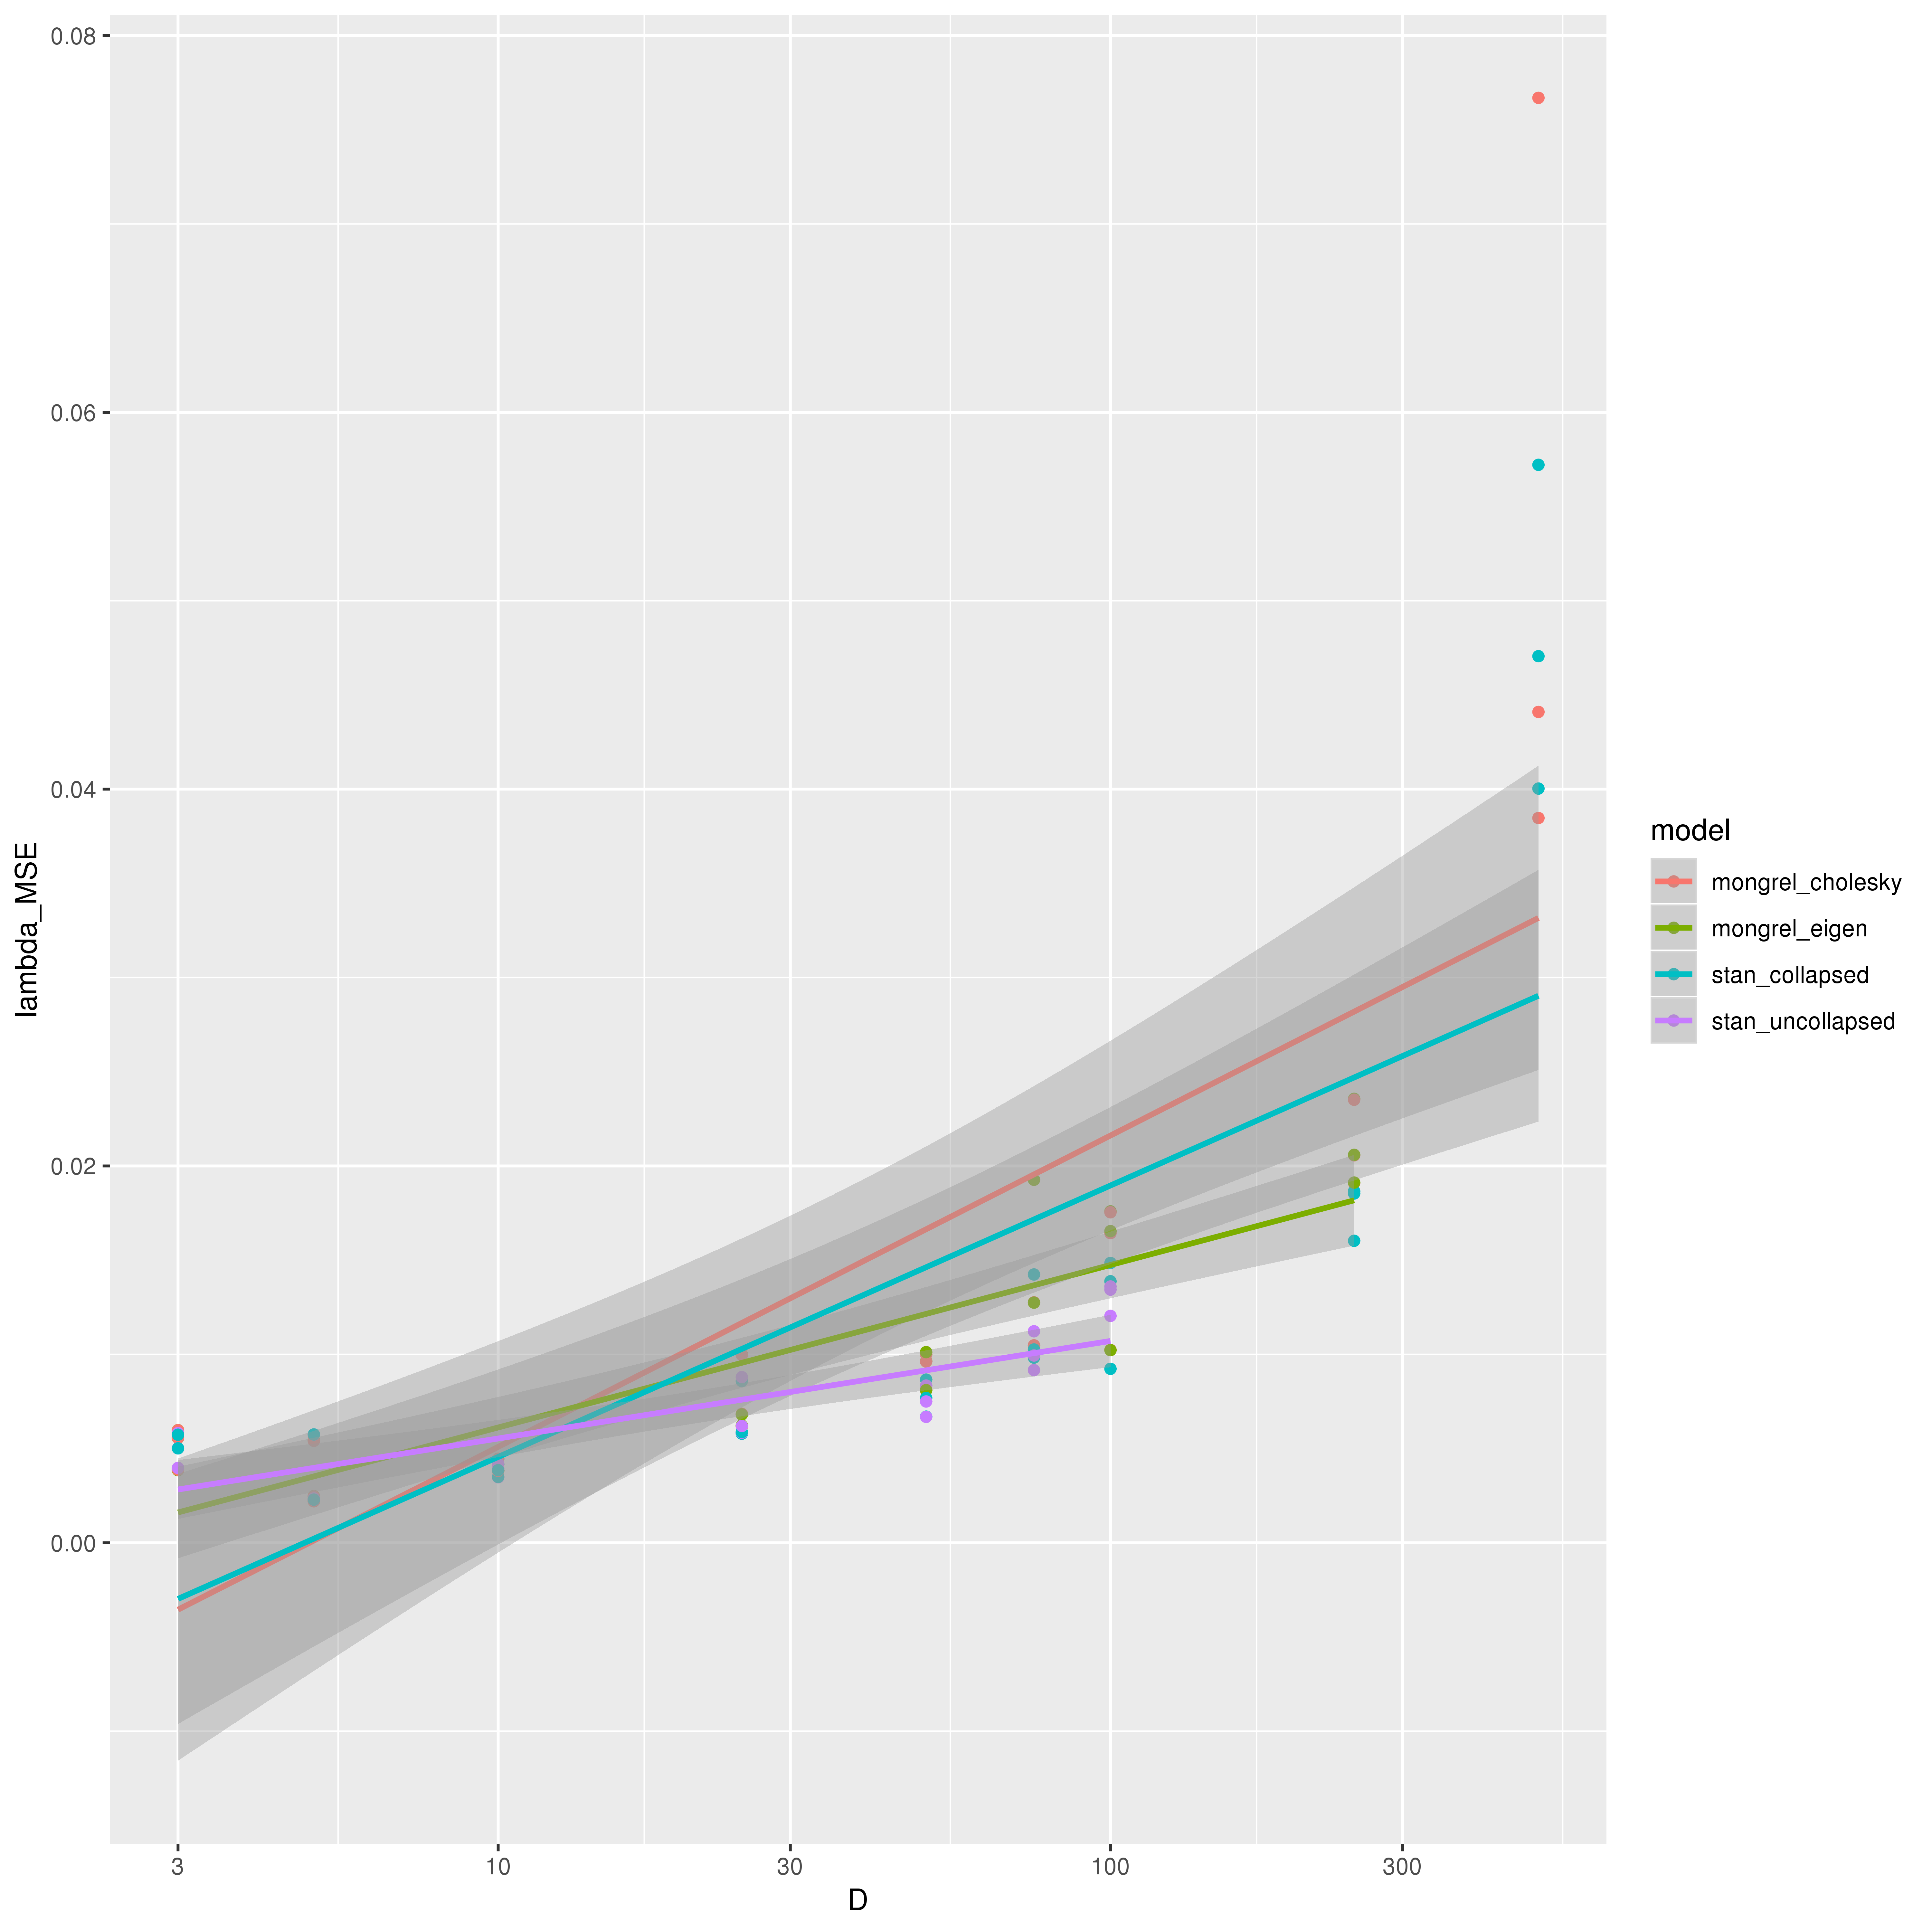 0.08
0.06
0.04
0.02
0.00
lambda_MSE
3
10
30
100
300
D
model
mongrel_cholesky
mongrel_eigen
stan_collapsed
stan_uncollapsed